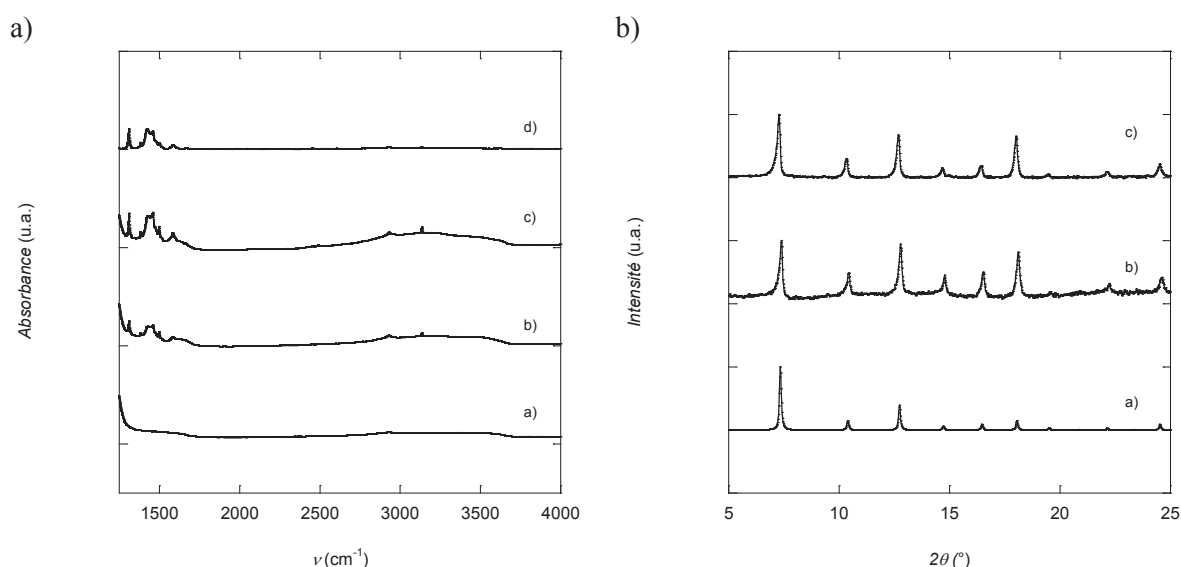 a)
d)
c)
b)
a)
Absorbance (u.a.)
1500 2000 2500 3000 3500 4000
ν (cm⁻¹)
b)
c)
b)
a)
Intensité (u.a.)
5 10 15 20 25
2θ (°)